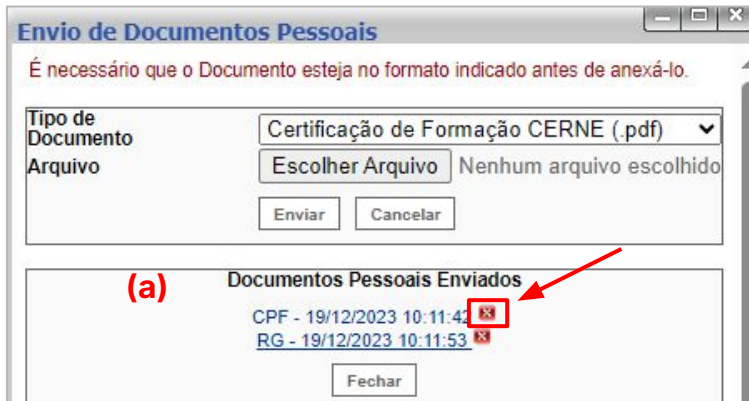 Envio de Documentos Pessoais
É necessário que o Documento esteja no formato indicado antes de anexá-lo.
Tipo de
Documento
Certificação de Formação CERNE (.pdf)
Arquivo
Escolher Arquivo Nenhum arquivo escolhido
Enviar Cancelar
(a)
Documentos Pessoais Enviados
CPF - 19/12/2023 10:11:42
RG - 19/12/2023 10:11:53
Fechar